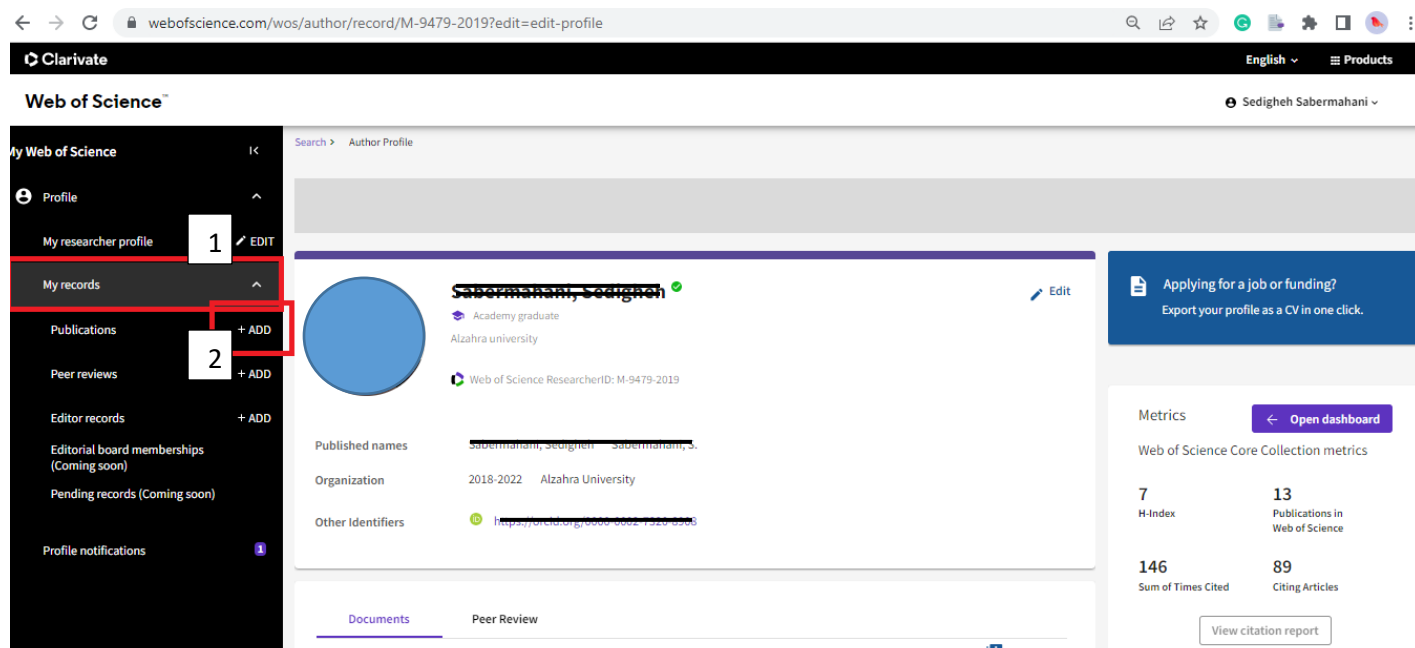 webofscience.com/wos/author/record/M-9479-2019?edit=edit-profile
Clarivate
English
Products
Web of Science™
Sedigheh Sabermahani
My Web of Science
Search > Author Profile
Profile
My researcher profile
1
EDIT
My records
Publications
+ ADD
2
Peer reviews
+ ADD
Editor records
+ ADD
Editorial board memberships
(Coming soon)
Pending records (Coming soon)
Profile notifications
1
Sabermahani, Sedigheh
Edit
Academy graduate
Alzahra university
Web of Science ResearcherID: M-9479-2019
Published names
Sabermahani, Sedigheh Sabermahani, S.
Organization
2018-2022 Alzahra University
Other Identifiers
Documents
Peer Review
Applying for a job or funding?
Export your profile as a CV in one click.
Metrics
Open dashboard
Web of Science Core Collection metrics
7
H-Index
13
Publications in
Web of Science
146
Sum of Times Cited
89
Citing Articles
View citation report